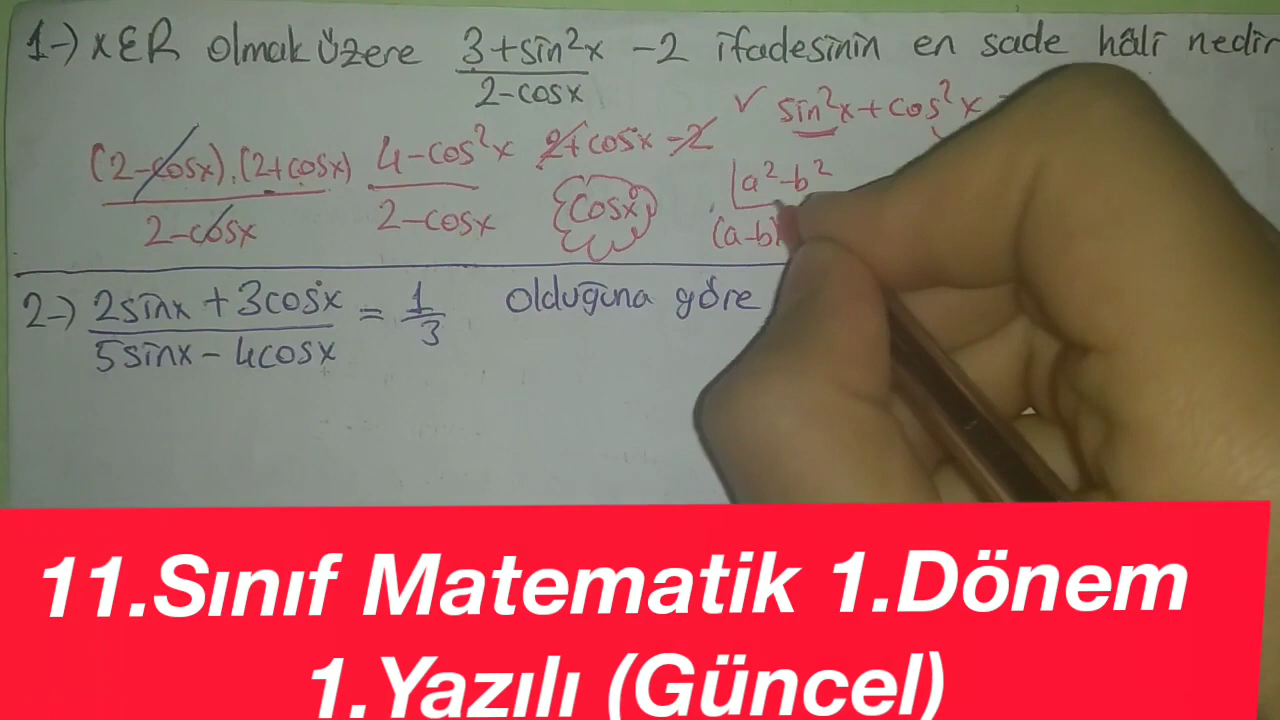 1-) x∈R olmak üzere (3+sin²x)/(2-cosx) -2 ifadesinin en sade hâli nedir
✓ sin²x+cos²x
(2-cosx).(2+cosx)/2-cosx 4-cos²x/2-cosx 2+cosx-2
cosx
a²-b²
(a-b)
2-) (2sinx+3cosx)/(5sinx-4cosx) = 1/3 olduğuna göre
11.Sınıf Matematik 1.Dönem
1.Yazılı (Güncel)